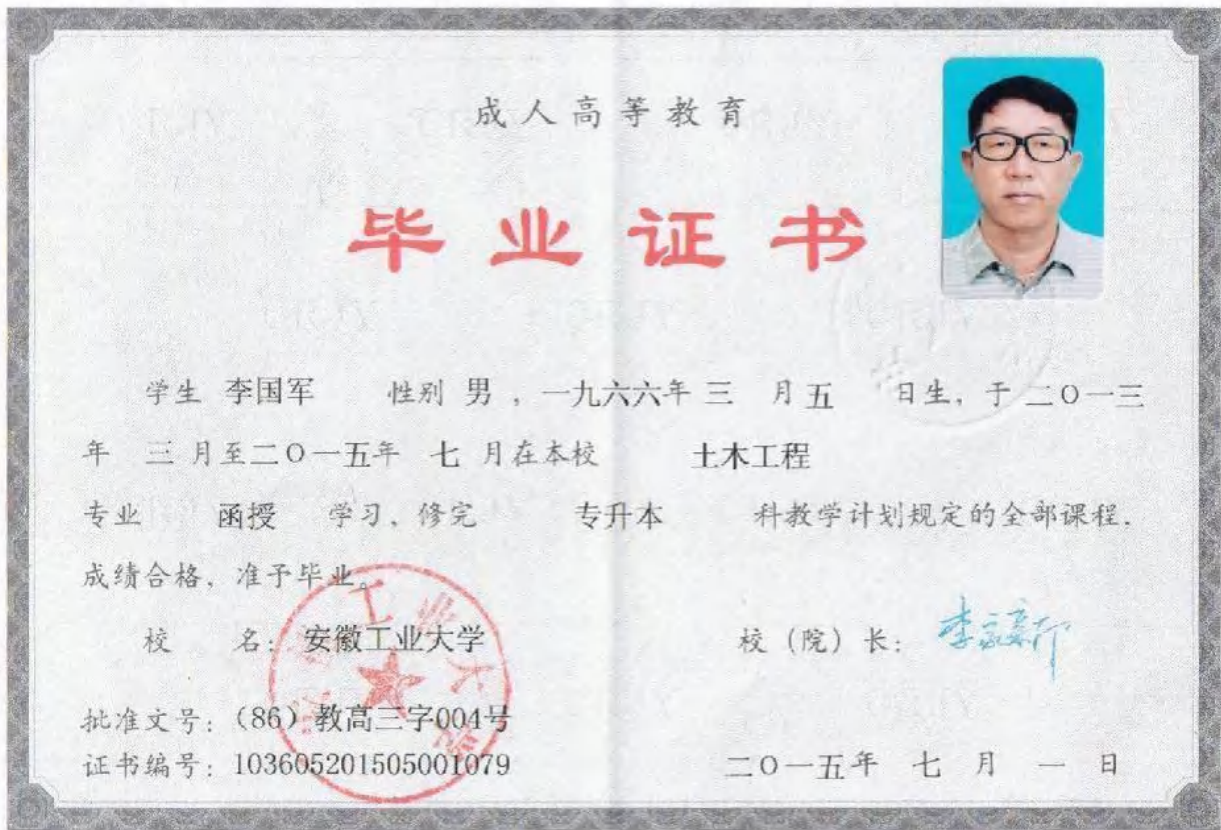 成人高等教育
毕业证书
学生 李国军 性别 男 ，一九六六年 三 月 五 日生，于 二〇一三
年 三 月至二〇一五年 七 月在本校 土木工程
专业 函授 学习，修完 专升本 科教学计划规定的全部课程，
成绩合格，准予毕业。
校 名：安徽工业大学
校（院）长：
批准文号：（86）教高三字004号
证书编号：103605201505001079
二〇一五年 七 月 一 日